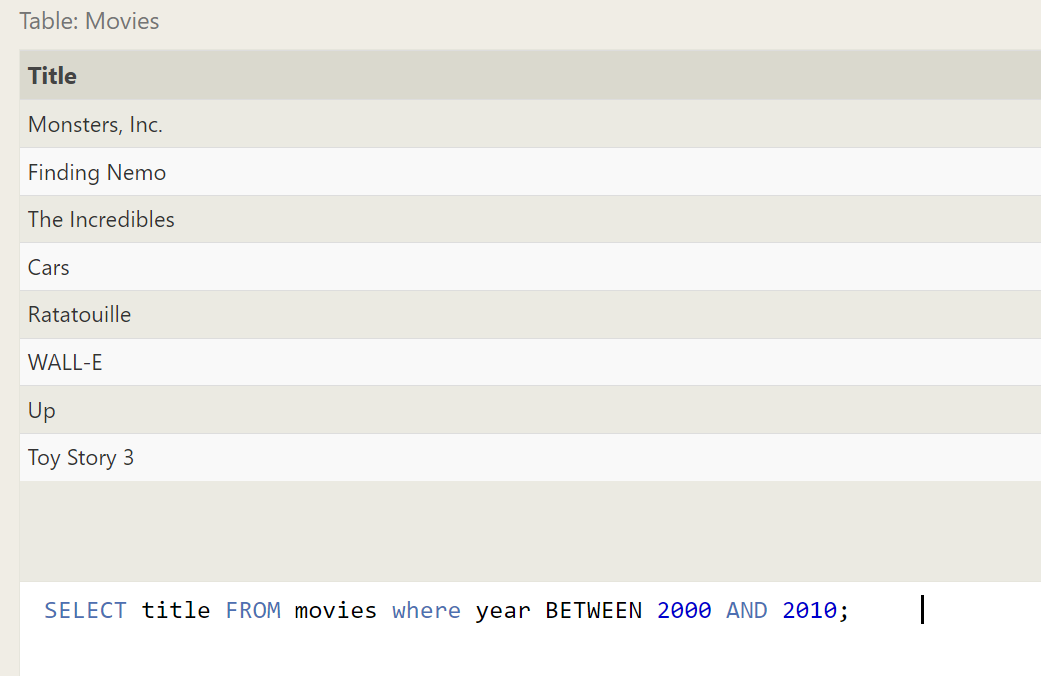 Table: Movies
Title
Monsters, Inc.
Finding Nemo
The Incredibles
Cars
Ratatouille
WALL-E
Up
Toy Story 3
SELECT title FROM movies where year BETWEEN 2000 AND 2010;